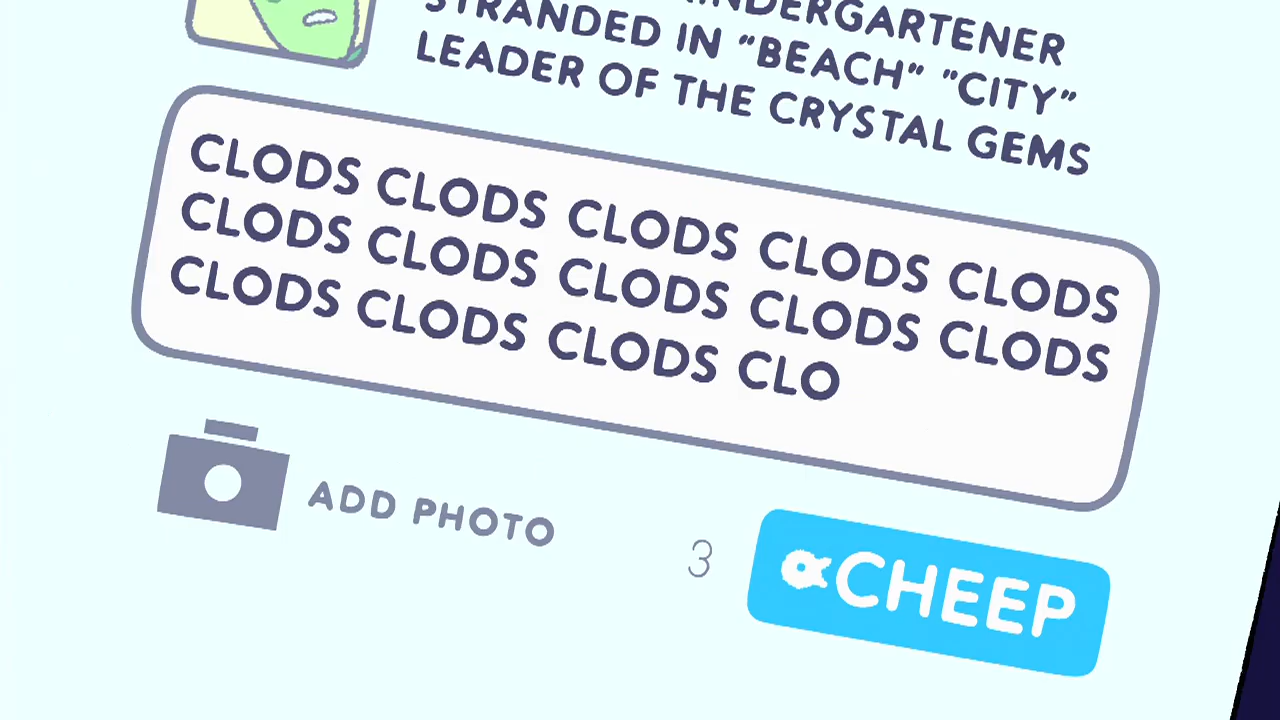 STRANDED IN “BEACH” ”CITY”
LEADER OF THE CRYSTAL GEMS
CLODS CLODS CLODS CLODS CLODS
CLODS CLODS CLODS CLODS CLODS
CLODS CLODS CLODS CLO
ADD PHOTO
3
CHEEP